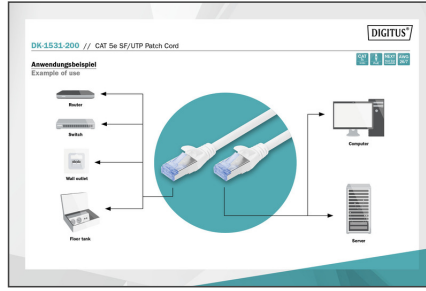 DIGITUS®
DK-1531-200 // CAT 5e SF/UTP Patch Cord
Anwendungsbeispiel
Example of use
Router
Switch
Wall outlet
Floor tank
Computer
Server